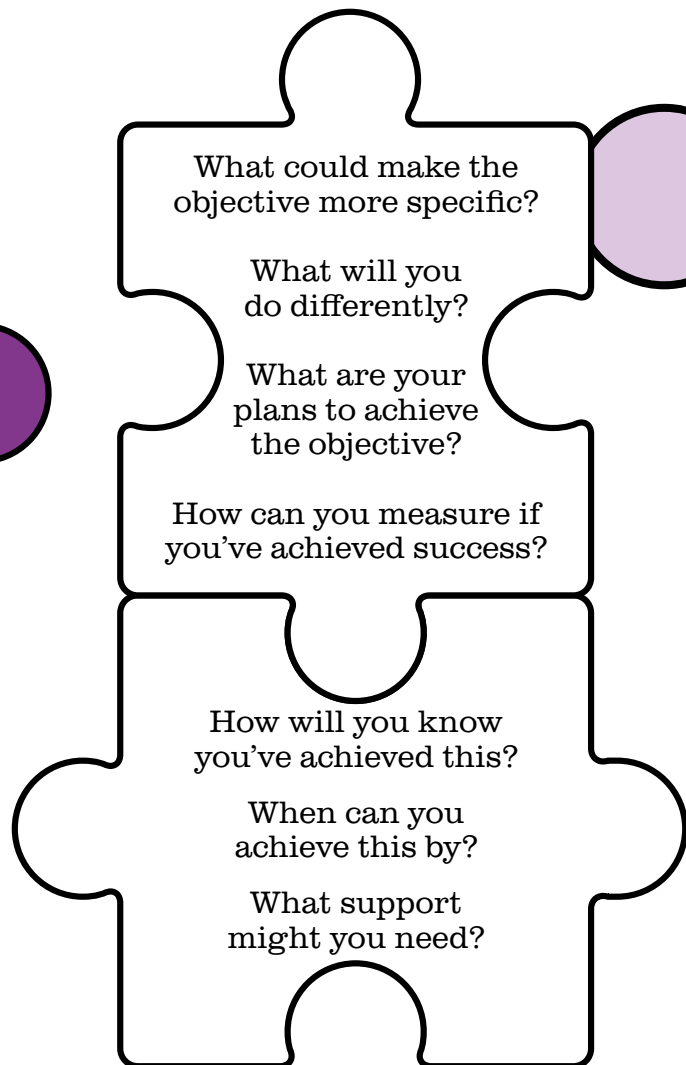 What could make the
objective more specific?
What will you
do differently?
What are your
plans to achieve
the objective?
How can you measure if
you’ve achieved success?
How will you know
you’ve achieved this?
When can you
achieve this by?
What support
might you need?